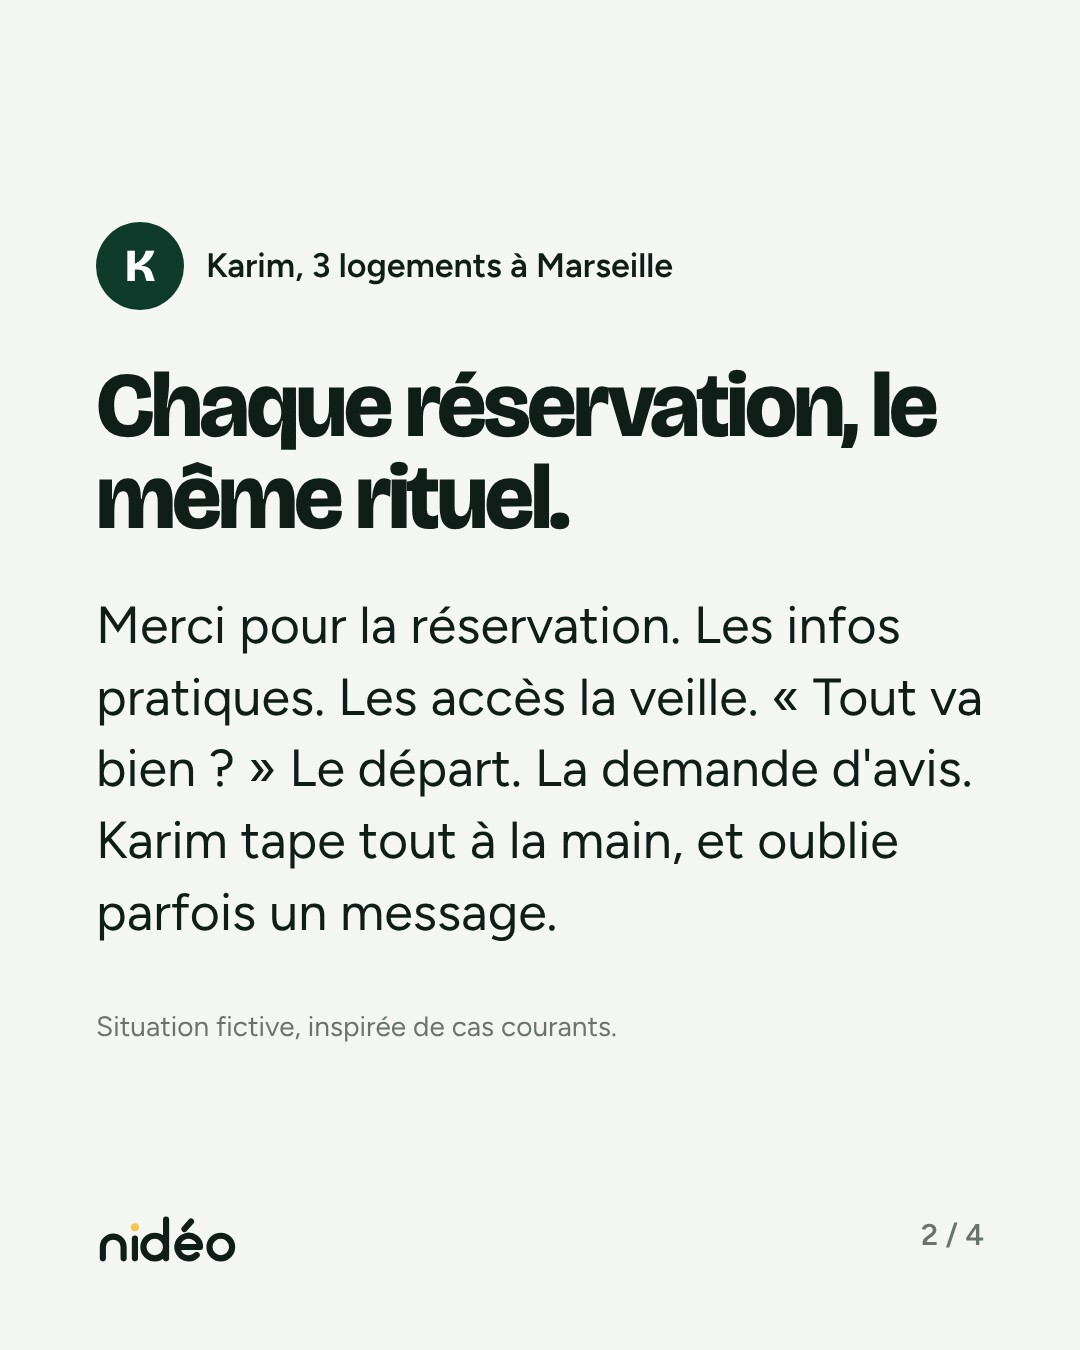 K
Karim, 3 logements à Marseille
Chaque réservation, le
même rituel.
Merci pour la réservation. Les infos
pratiques. Les accès la veille. « Tout va
bien ? » Le départ. La demande d'avis.
Karim tape tout à la main, et oublie
parfois un message.
Situation fictive, inspirée de cas courants.
nidéo
2 / 4